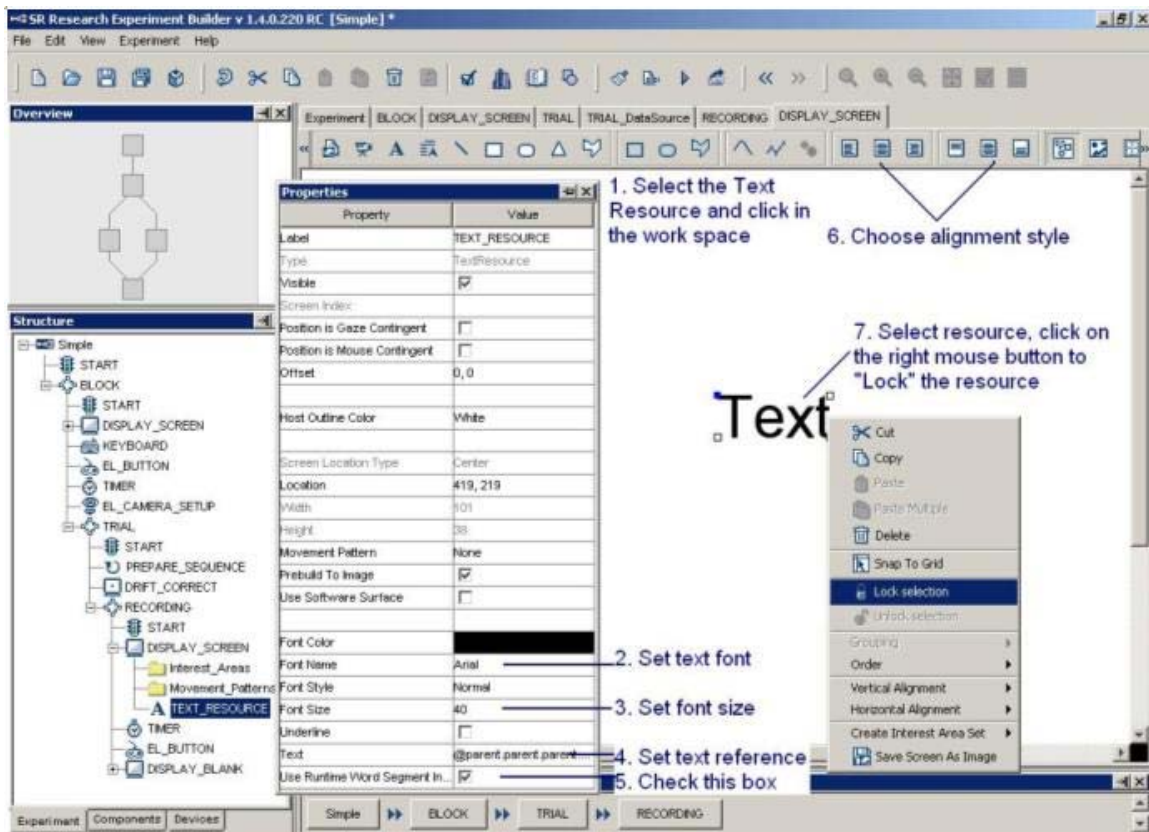 SR Research Experiment Builder v 1.4.0.220 RC [Simple] *
File Edit View Experiment Help
Overview
Experiment BLOCK DISPLAY_SCREEN TRIAL TRIAL_DataSource RECORDING DISPLAY_SCREEN
Properties
Property Value
Label TEXT_RESOURCE
Type TextResource
Visible
Screen Index
Position is Gaze Contingent
Position is Mouse Contingent
Offset 0, 0
Host Outline Color White
Screen Location Type Center
Location 419, 219
Width 101
Height 38
Movement Pattern None
Prebuild To Image
Use Software Surface
Font Color
Font Name Arial
Font Style Normal
Font Size 40
Underline
Text @parent.parent.parent
Use Runtime Word Segment In...
Structure
Simple
START
BLOCK
START
DISPLAY_SCREEN
KEYBOARD
EL_BUTTON
TIMER
EL_CAMERA_SETUP
TRIAL
START
PREPARE_SEQUENCE
DRIFT_CORRECT
RECORDING
START
DISPLAY_SCREEN
Interest_Areas
Movement_Patterns
A TEXT_RESOURCE
TIMER
EL_BUTTON
DISPLAY_BLANK
Experiment Components Devices
1. Select the Text
Resource and click in
the work space
6. Choose alignment style
7. Select resource, click on
the right mouse button to
"Lock" the resource
Text
Cut
Copy
Paste
Paste Multiple
Delete
Snap To Grid
Lock selection
Unlock selection
Grouping
Order
Vertical Alignment
Horizontal Alignment
Create Interest Area Set
Save Screen As Image
2. Set text font
3. Set font size
4. Set text reference
5. Check this box
Simple BLOCK TRIAL RECORDING